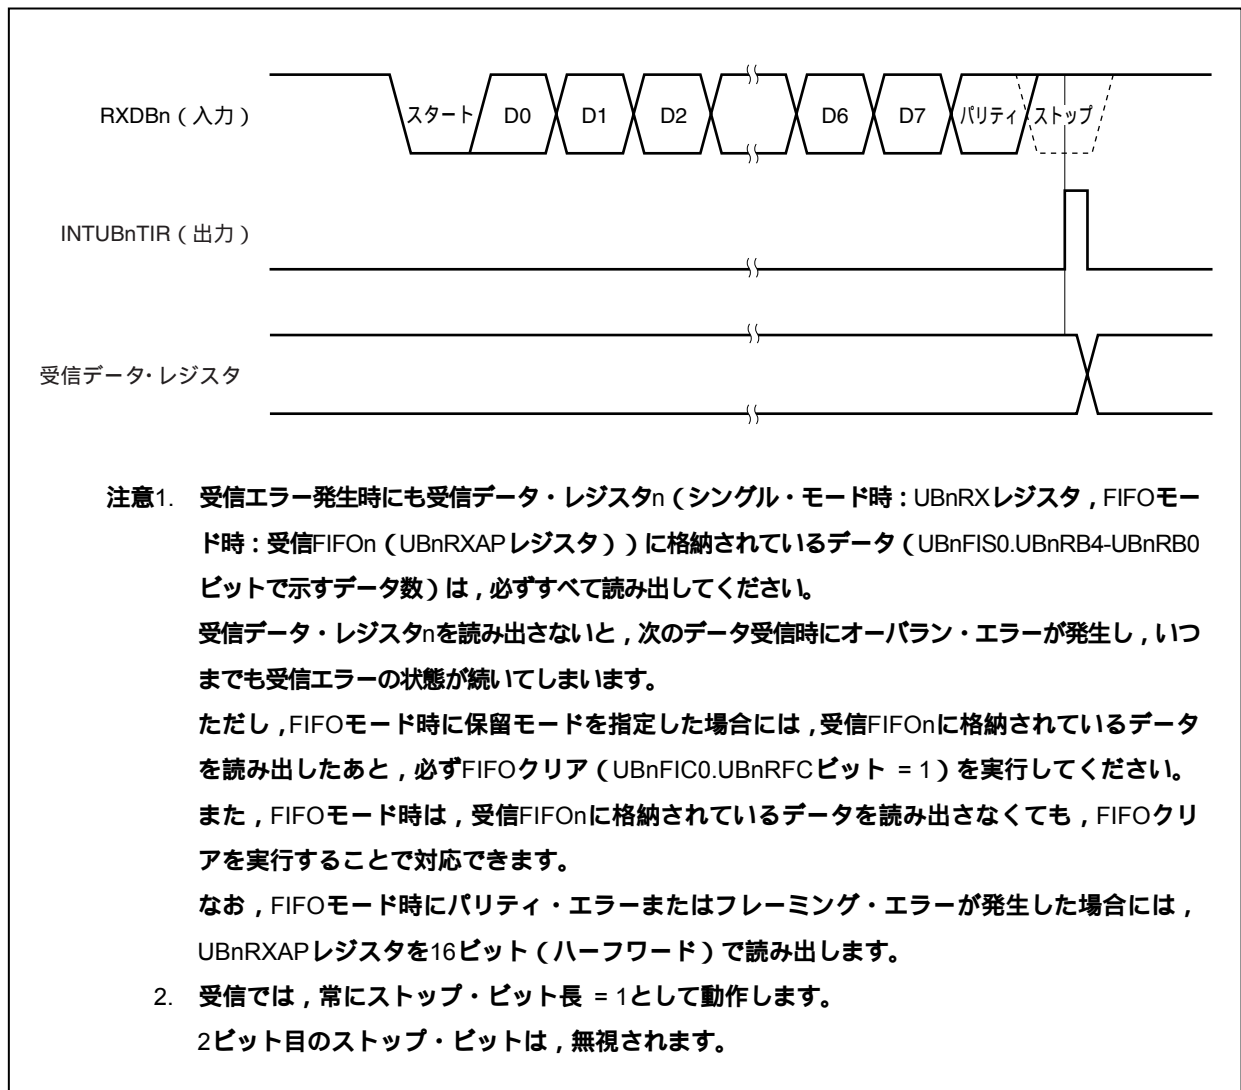 RXDBn（入力）
スタート D0 D1 D2 D6 D7 パリティ ストップ
INTUBnTIR（出力）
受信データ・レジスタ
注意1. 受信エラー発生時にも受信データ・レジスタn（シングル・モード時：UBnRXレジスタ，FIFOモー
ド時：受信FIFOn（UBnRXAPレジスタ））に格納されているデータ（UBnFIS0.UBnRB4-UBnRB0
ビットで示すデータ数）は，必ずすべて読み出してください。
受信データ・レジスタnを読み出さないと，次のデータ受信時にオーバラン・エラーが発生し，いつ
までも受信エラーの状態が続いてしまいます。
ただし，FIFOモード時に保留モードを指定した場合には，受信FIFOnに格納されているデータ
を読み出したあと，必ずFIFOクリア（UBnFIC0.UBnRFCビット = 1）を実行してください。
また，FIFOモード時は，受信FIFOnに格納されているデータを読み出さなくても，FIFOクリ
アを実行することで対応できます。
なお，FIFOモード時にパリティ・エラーまたはフレーミング・エラーが発生した場合には，
UBnRXAPレジスタを16ビット（ハーフワード）で読み出します。
2. 受信では，常にストップ・ビット長 = 1として動作します。
2ビット目のストップ・ビットは，無視されます。